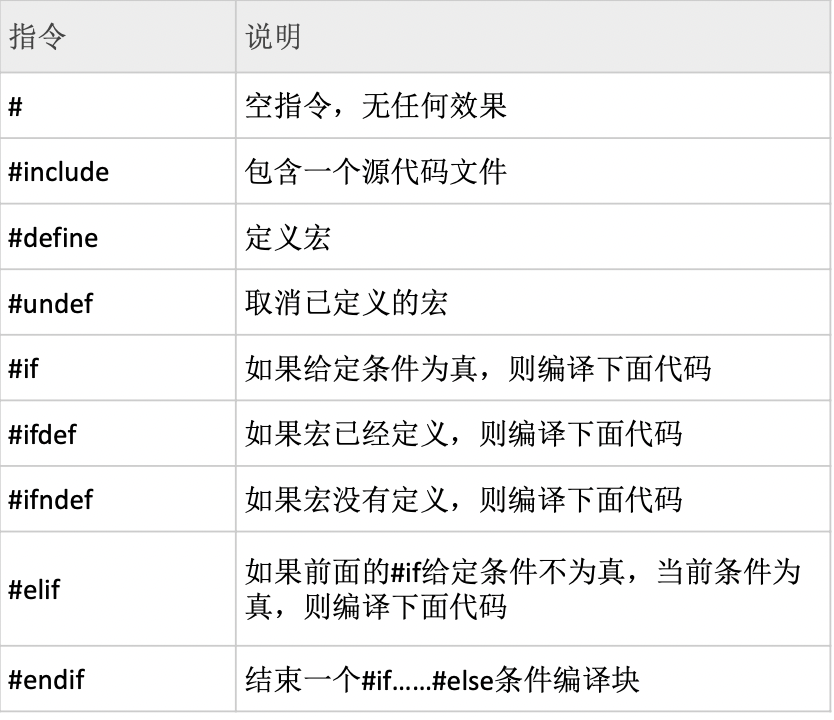 指令 说明
# 空指令，无任何效果
#include 包含一个源代码文件
#define 定义宏
#undef 取消已定义的宏
#if 如果给定条件为真，则编译下面代码
#ifdef 如果宏已经定义，则编译下面代码
#ifndef 如果宏没有定义，则编译下面代码
#elif 如果前面的#if给定条件不为真，当前条件为
真，则编译下面代码
#endif 结束一个#if……#else条件编译块